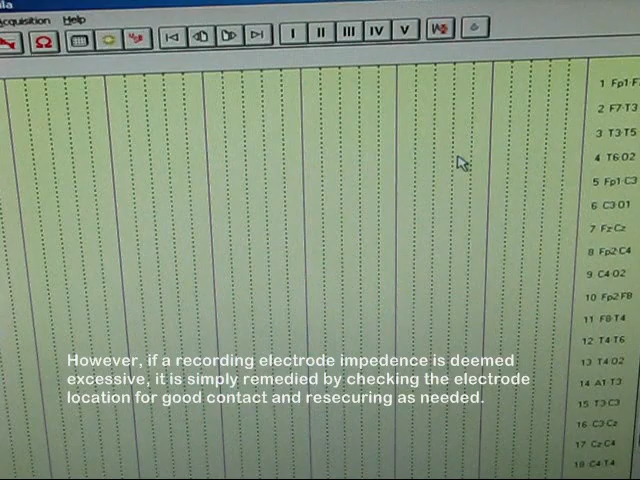 Acquisition Help
Ω
I II III IV V
1 Fp1-F7
2 F7-T3
3 T3-T5
4 T6-O2
5 Fp1-C3
6 C3-O1
7 Fz-Cz
8 Fp2-C4
9 C4-O2
10 Fp2-F8
11 F8-T4
12 T4-T6
13 T4-O2
14 A1-T3
15 T3-C3
16 C3-Cz
17 Cz-C4
18 C4-T4
However, if a recording electrode impedence is deemed
excessive, it is simply remedied by checking the electrode
location for good contact and resecuring as needed.